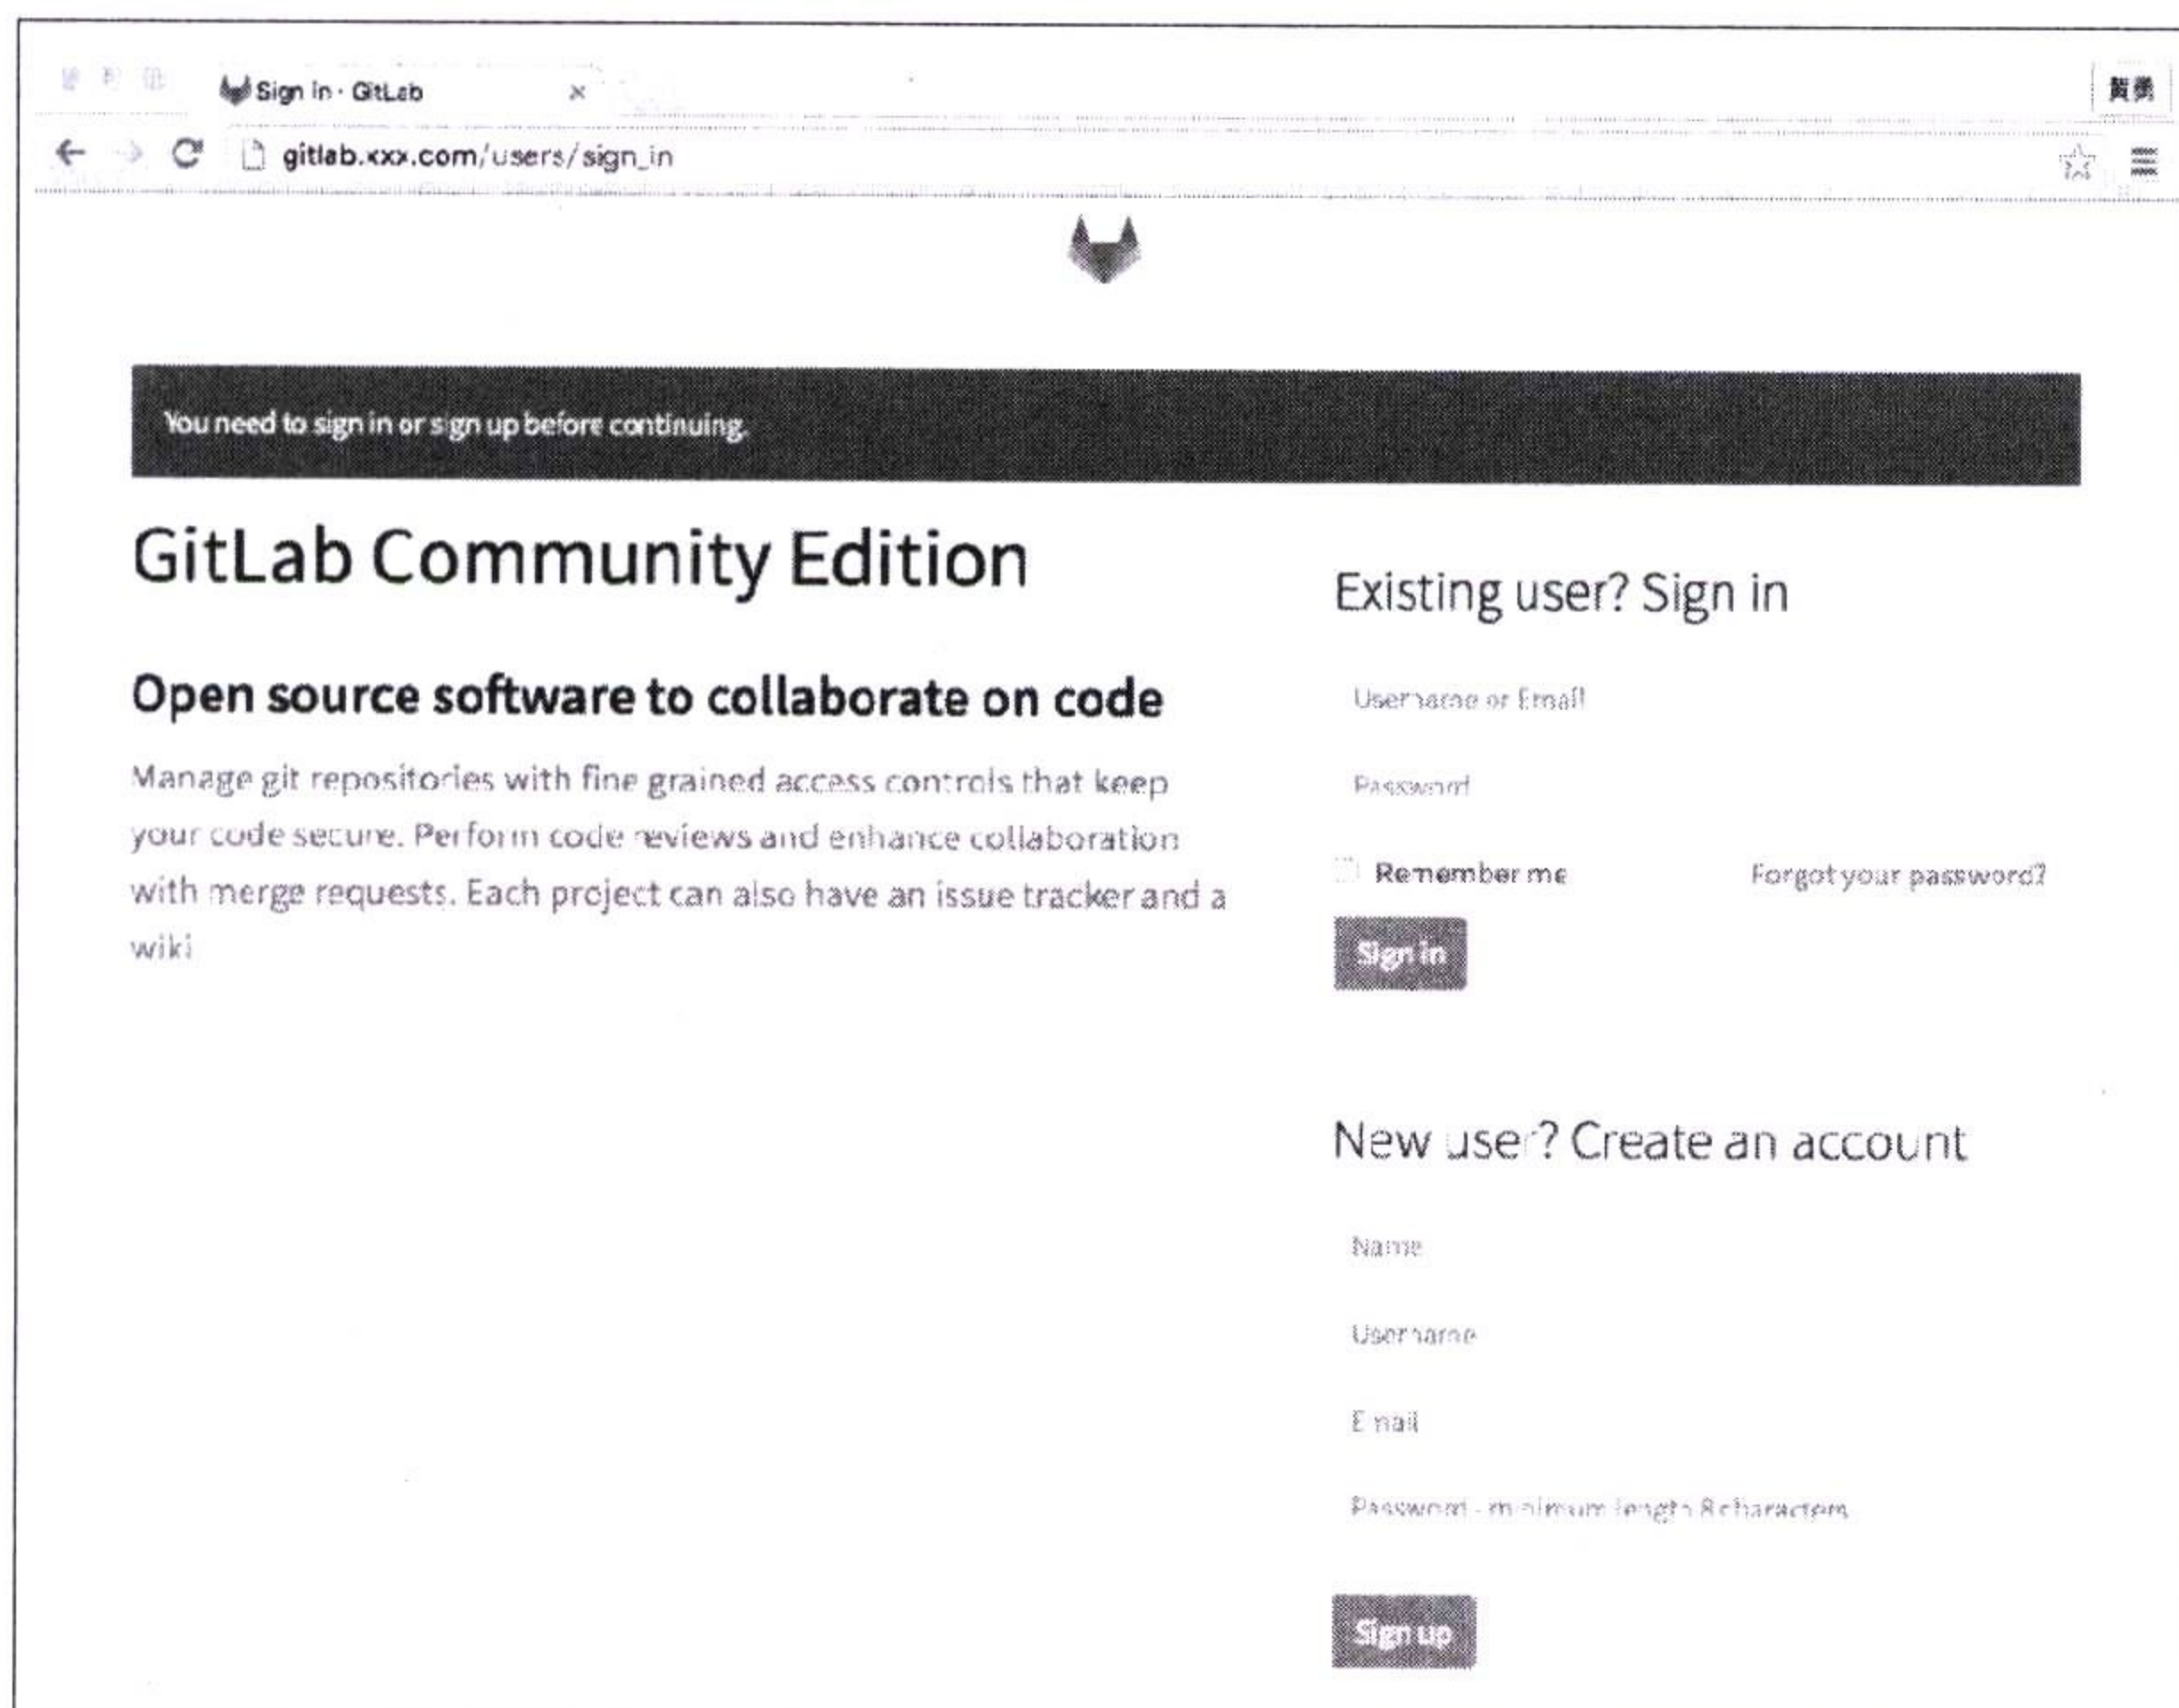 Sign in · GitLab
gitlab.xxx.com/users/sign_in
You need to sign in or sign up before continuing.
GitLab Community Edition
Open source software to collaborate on code
Manage git repositories with fine grained access controls that keep
your code secure. Perform code reviews and enhance collaboration
with merge requests. Each project can also have an issue tracker and a
wiki
Existing user? Sign in
Username or Email
Password
Remember me
Forgot your password?
Sign in
New user? Create an account
Name
Username
Email
Password - minimum length 8 characters
Sign up